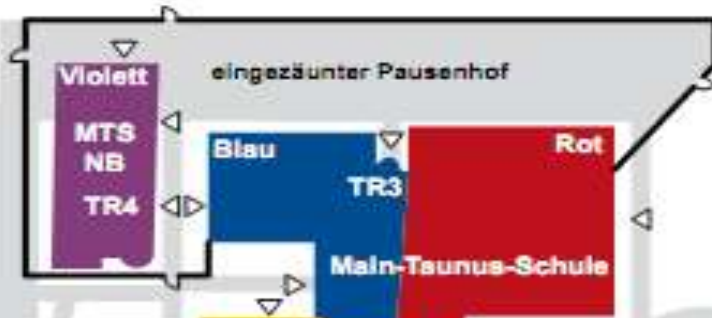 Violett
eingezäunter Pausenhof
MTS
NB
TR4
Blau
TR3
Rot
Main-Taunus-Schule